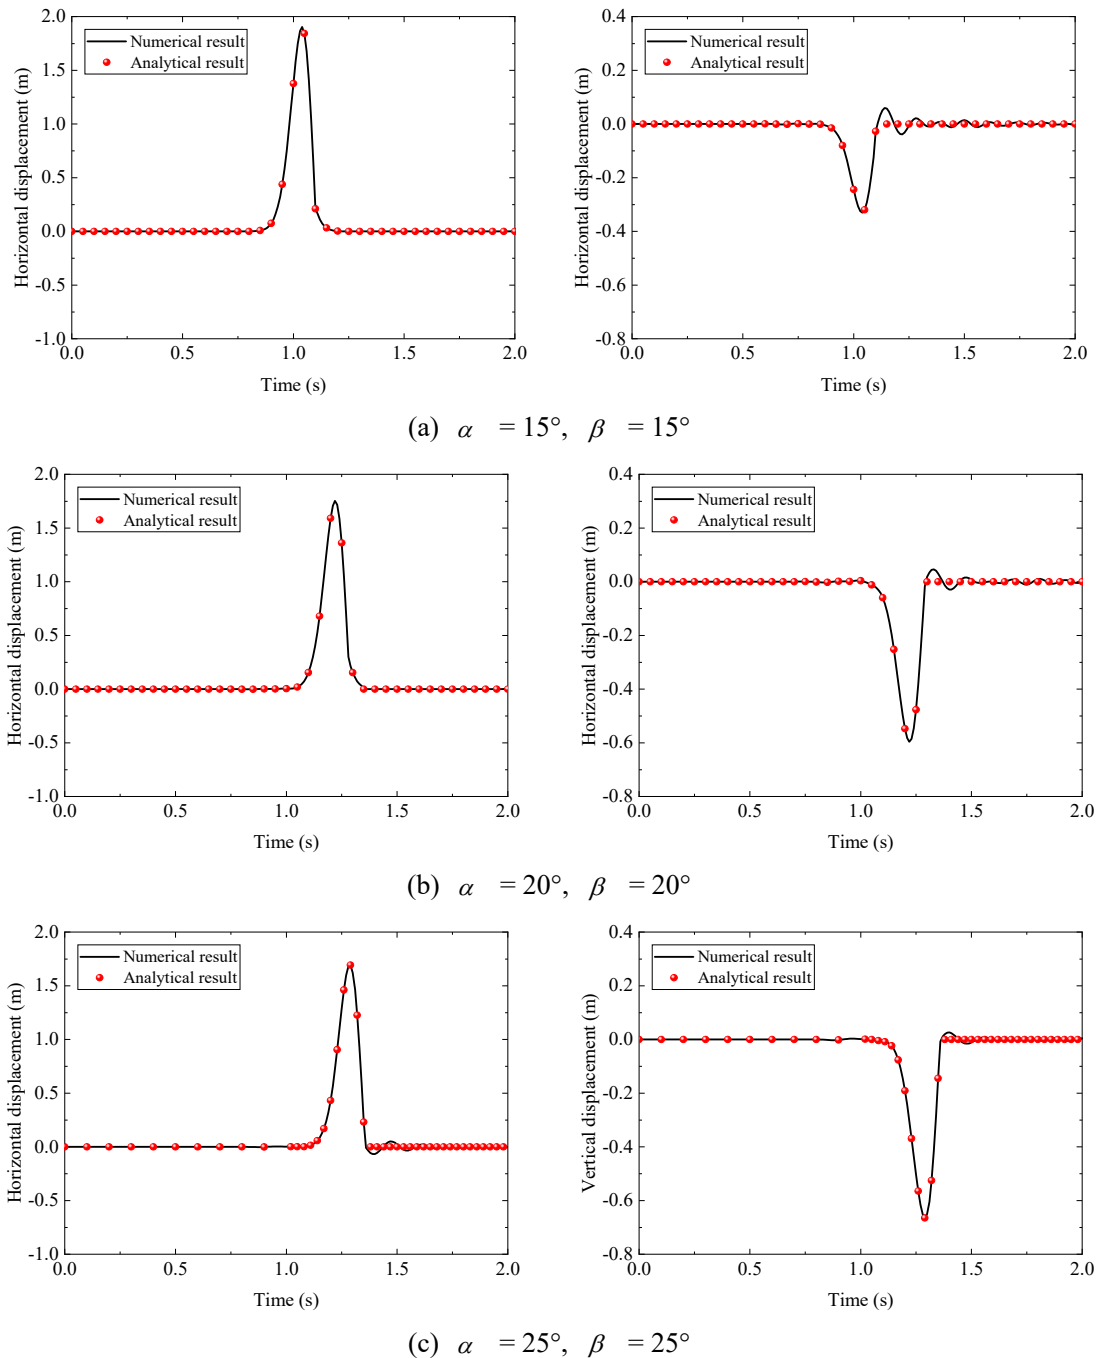 2.0
1.5
1.0
0.5
0.0
-0.5
-1.0
Horizontal displacement (m)
Numerical result
Analytical result
0.0 0.5 1.0 1.5 2.0
Time (s)
0.4
0.2
0.0
-0.2
-0.4
-0.6
-0.8
Horizontal displacement (m)
Numerical result
Analytical result
0.0 0.5 1.0 1.5 2.0
Time (s)
(a) α = 15°, β = 15°
2.0
1.5
1.0
0.5
0.0
-0.5
-1.0
Horizontal displacement (m)
Numerical result
Analytical result
0.0 0.5 1.0 1.5 2.0
Time (s)
0.4
0.2
0.0
-0.2
-0.4
-0.6
-0.8
Horizontal displacement (m)
Numerical result
Analytical result
0.0 0.5 1.0 1.5 2.0
Time (s)
(b) α = 20°, β = 20°
2.0
1.5
1.0
0.5
0.0
-0.5
-1.0
Horizontal displacement (m)
Numerical result
Analytical result
0.0 0.5 1.0 1.5 2.0
Time (s)
0.4
0.2
0.0
-0.2
-0.4
-0.6
-0.8
Vertical displacement (m)
Numerical result
Analytical result
0.0 0.5 1.0 1.5 2.0
Time (s)
(c) α = 25°, β = 25°